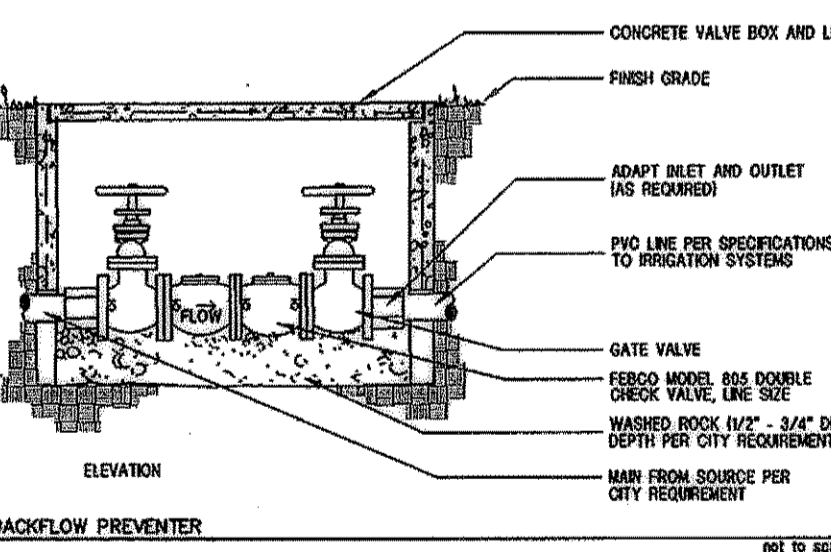 CONCRETE VALVE BOX AND L
FINISH GRADE
ADAPT INLET AND OUTLET
(AS REQUIRED)
PVC LINE PER SPECIFICATIONS
TO IRRIGATION SYSTEMS
FLOW
GATE VALVE
FEBCO MODEL 805 DOUBLE
CHECK VALVE, LINE SIZE
WASHED ROCK (1/2" - 3/4" D
DEPTH PER CITY REQUIREMENT
ELEVATION
MAIN FROM SOURCE PER
CITY REQUIREMENT
BACKFLOW PREVENTER
not to sc